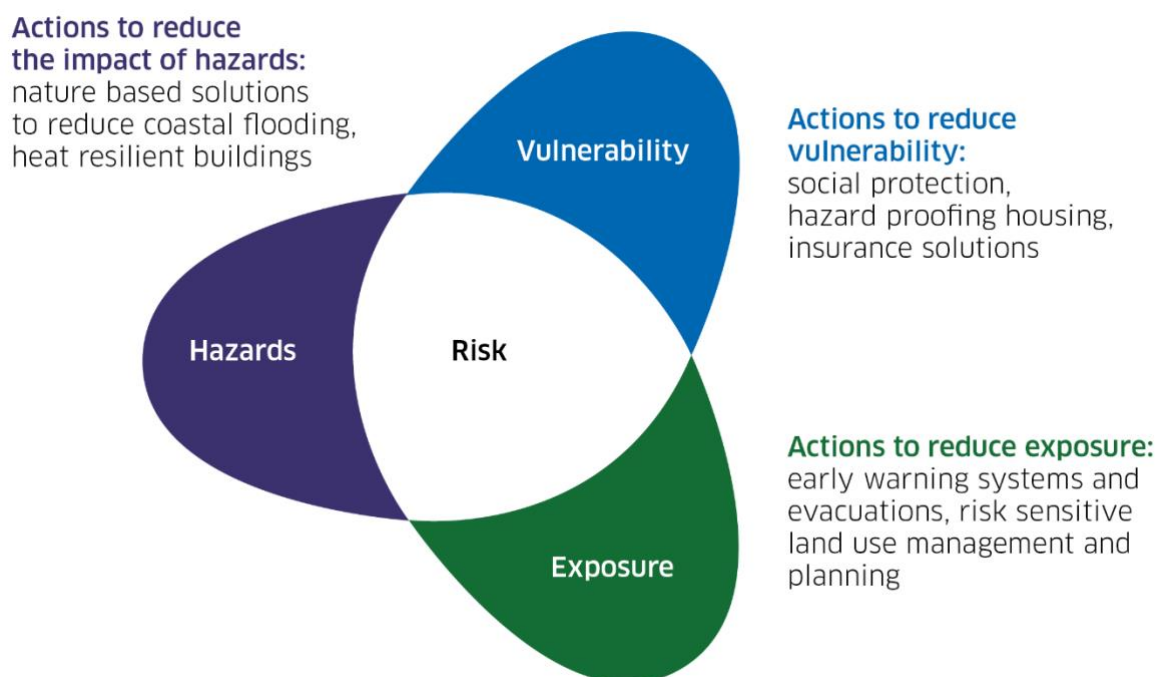 Actions to reduce
the impact of hazards:
nature based solutions
to reduce coastal flooding,
heat resilient buildings
Vulnerability
Actions to reduce
vulnerability:
social protection,
hazard proofing housing,
insurance solutions
Hazards
Risk
Actions to reduce exposure:
early warning systems and
evacuations, risk sensitive
land use management and
planning
Exposure